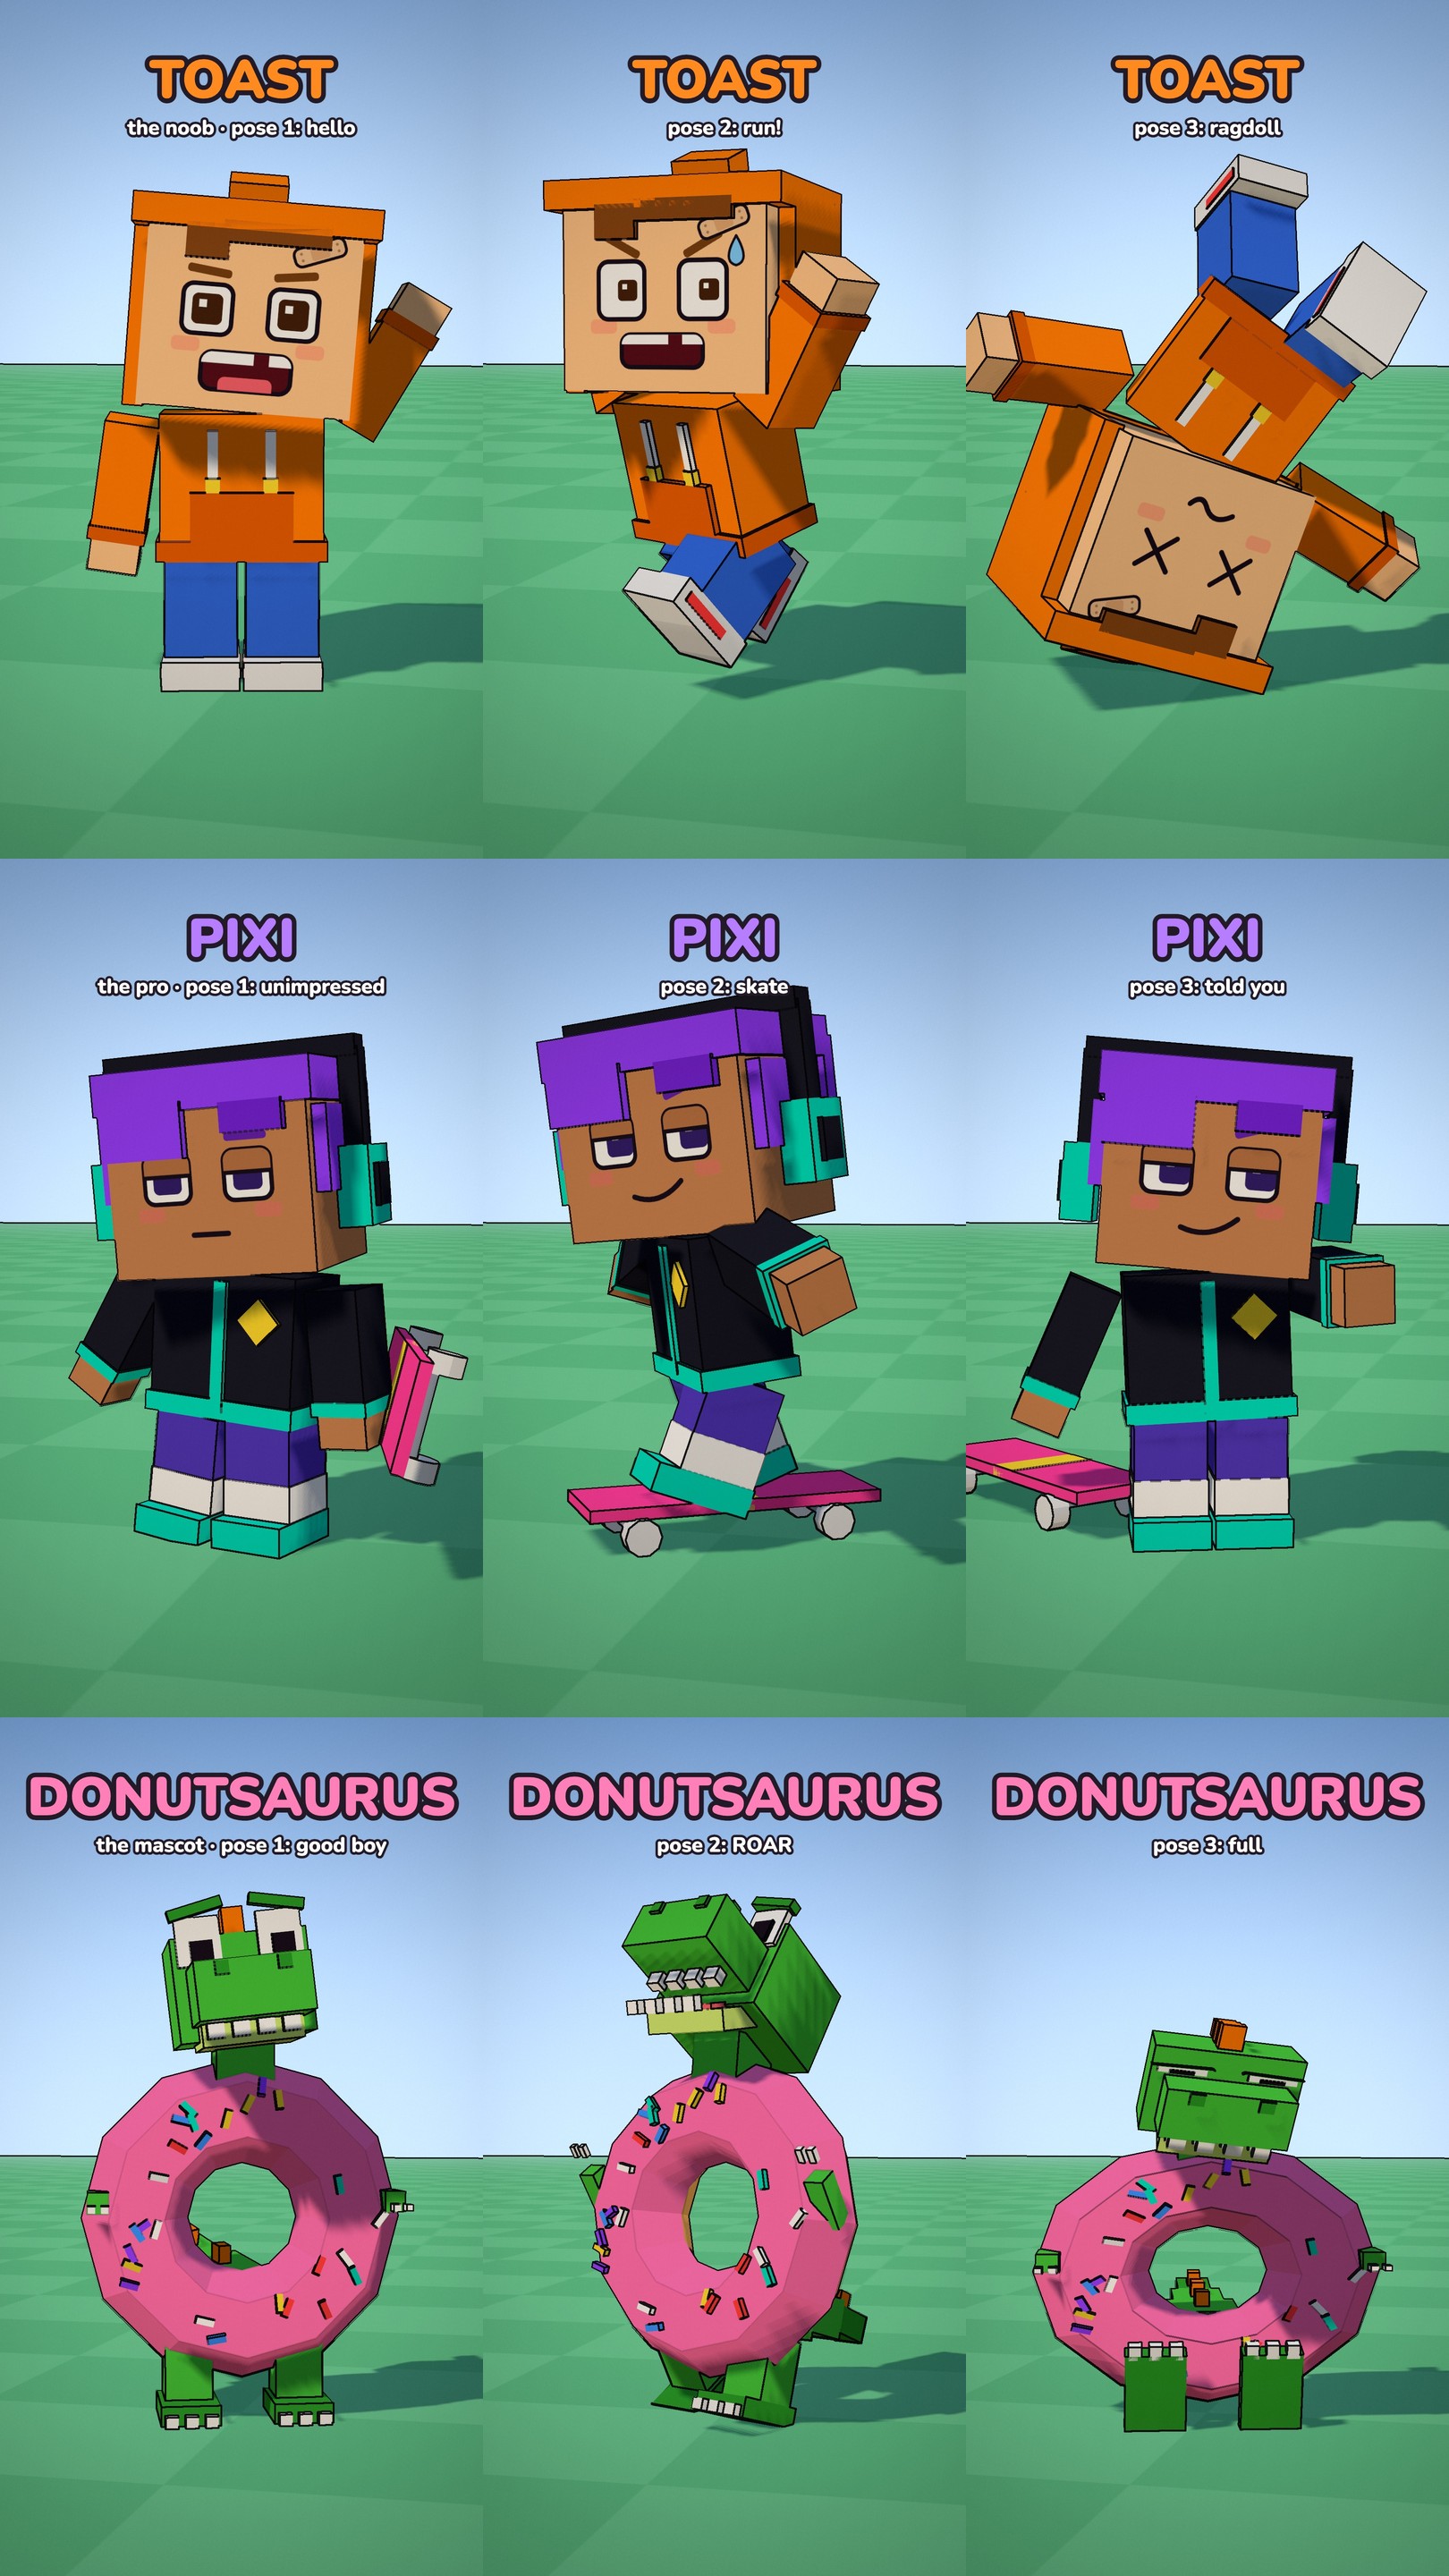 TOAST
the noob · pose 1: hello
TOAST
pose 2: run!
TOAST
pose 3: ragdoll
PIXI
the pro · pose 1: unimpressed
PIXI
pose 2: skate
PIXI
pose 3: told you
DONUTSAURUS
the mascot · pose 1: good boy
DONUTSAURUS
pose 2: ROAR
DONUTSAURUS
pose 3: full